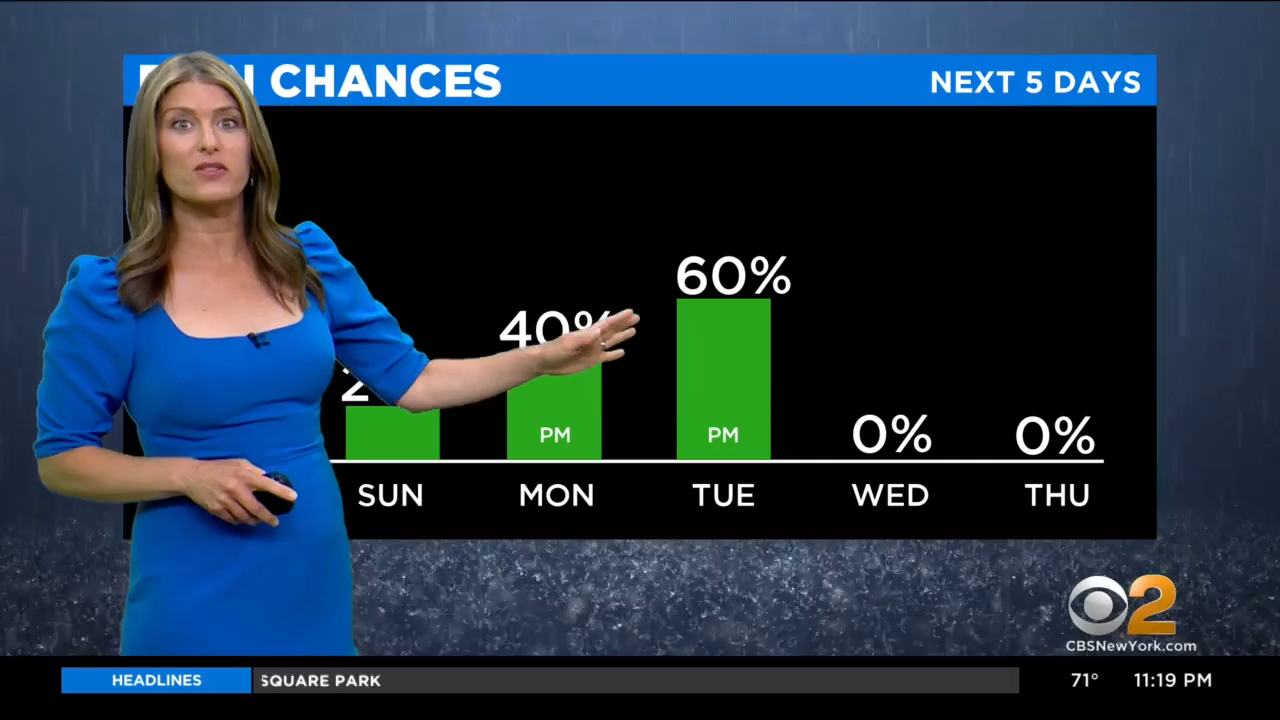 CHANCES
NEXT 5 DAYS
60%
40%
0%
0%
PM
PM
SUN
MON
TUE
WED
THU
2
CBSNewYork.com
HEADLINES
SQUARE PARK
71°
11:19 PM